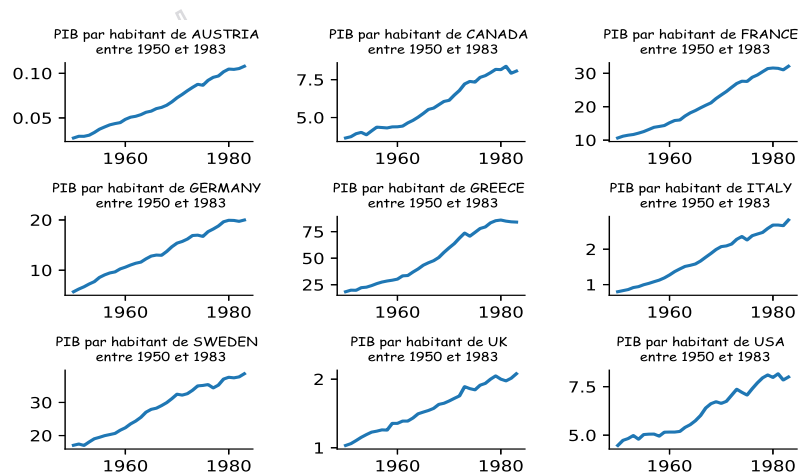 PIB par habitant de AUSTRIA
entre 1950 et 1983
0.10
0.05
1960 1980
PIB par habitant de CANADA
entre 1950 et 1983
7.5
5.0
1960 1980
PIB par habitant de FRANCE
entre 1950 et 1983
30
20
10
1960 1980
PIB par habitant de GERMANY
entre 1950 et 1983
20
10
1960 1980
PIB par habitant de GREECE
entre 1950 et 1983
75
50
25
1960 1980
PIB par habitant de ITALY
entre 1950 et 1983
2
1
1960 1980
PIB par habitant de SWEDEN
entre 1950 et 1983
30
20
1960 1980
PIB par habitant de UK
entre 1950 et 1983
2
1
1960 1980
PIB par habitant de USA
entre 1950 et 1983
7.5
5.0
1960 1980